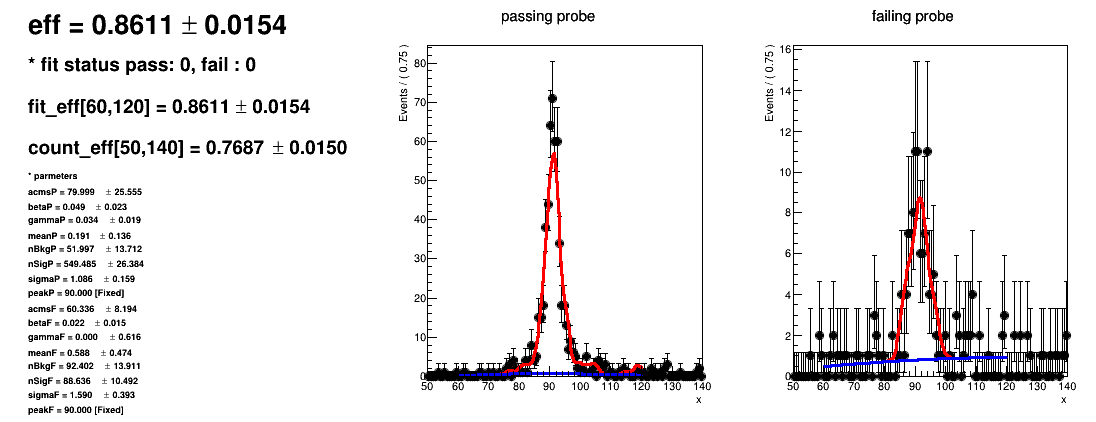 eff = 0.8611 ± 0.0154
* fit status pass: 0, fail : 0
fit_eff[60,120] = 0.8611 ± 0.0154
count_eff[50,140] = 0.7687 ± 0.0150
* parmeters
acmsP = 79.999 ± 25.555
betaP = 0.049 ± 0.023
gammaP = 0.034 ± 0.019
meanP = 0.191 ± 0.136
nBkgP = 51.997 ± 13.712
nSigP = 549.485 ± 26.384
sigmaP = 1.086 ± 0.159
peakP = 90.000 [Fixed]
acmsF = 60.336 ± 8.194
betaF = 0.022 ± 0.015
gammaF = 0.000 ± 0.616
meanF = 0.588 ± 0.474
nBkgF = 92.402 ± 13.911
nSigF = 88.636 ± 10.492
sigmaF = 1.590 ± 0.393
peakF = 90.000 [Fixed]
passing probe
Events / ( 0.75 )
80
70
60
50
40
30
20
10
0
50 60 70 80 90 100 110 120 130 140
x
failing probe
Events / ( 0.75 )
16
14
12
10
8
6
4
2
0
50 60 70 80 90 100 110 120 130 140
x